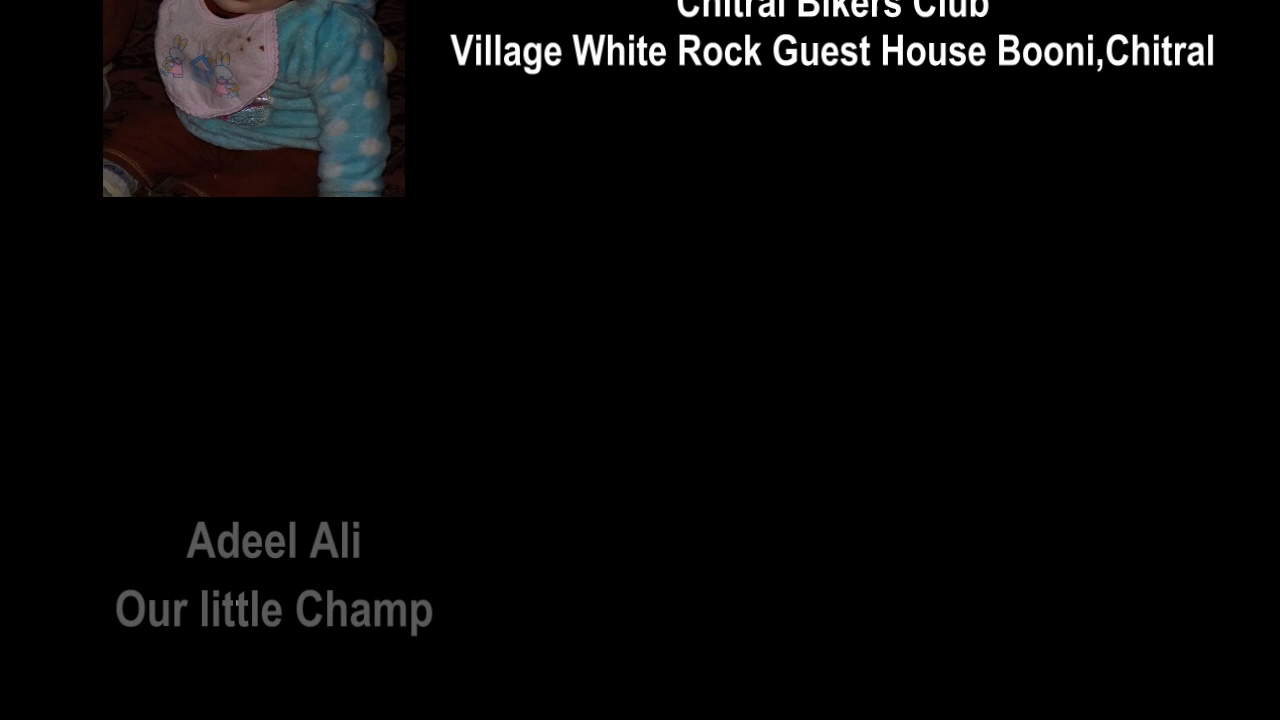 Chitral Bikers Club
Village White Rock Guest House Booni,Chitral
Adeel Ali
Our little Champ